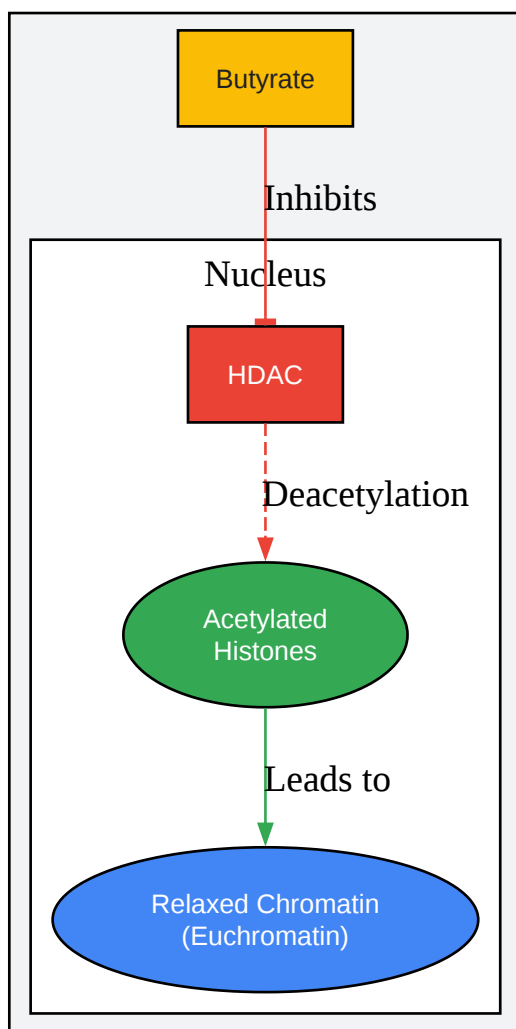 Butyrate
Inhibits
Nucleus
HDAC
Deacetylation
Acetylated
Histones
Leads to
Relaxed Chromatin
(Euchromatin)